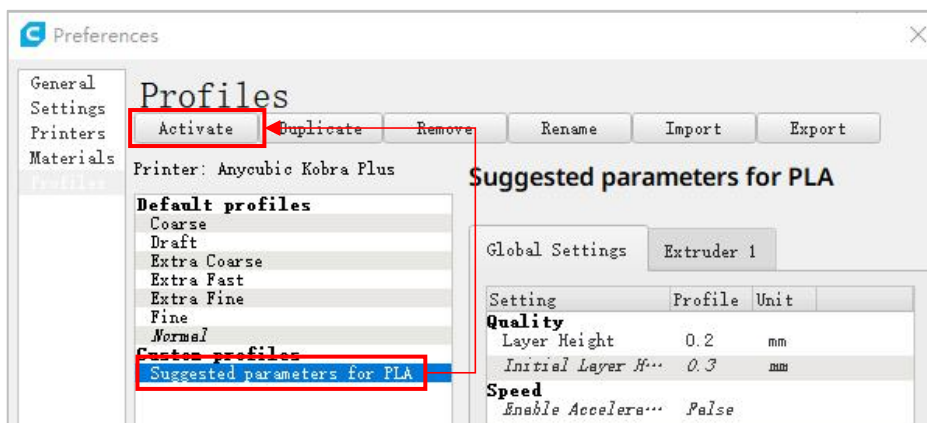 Preferences
General
Settings
Printers
Materials
Profiles
Profiles
Activate Duplicate Remove Rename Import Export
Printer: Anycubic Kobra Plus
Default profiles
Coarse
Draft
Extra Coarse
Extra Fast
Extra Fine
Fine
Normal
Custom profiles
Suggested parameters for PLA
Suggested parameters for PLA
Global Settings Extruder 1
Setting Profile Unit
Quality
Layer Height 0.2 mm
Initial Layer H... 0.3 mm
Speed
Enable Accelera... False